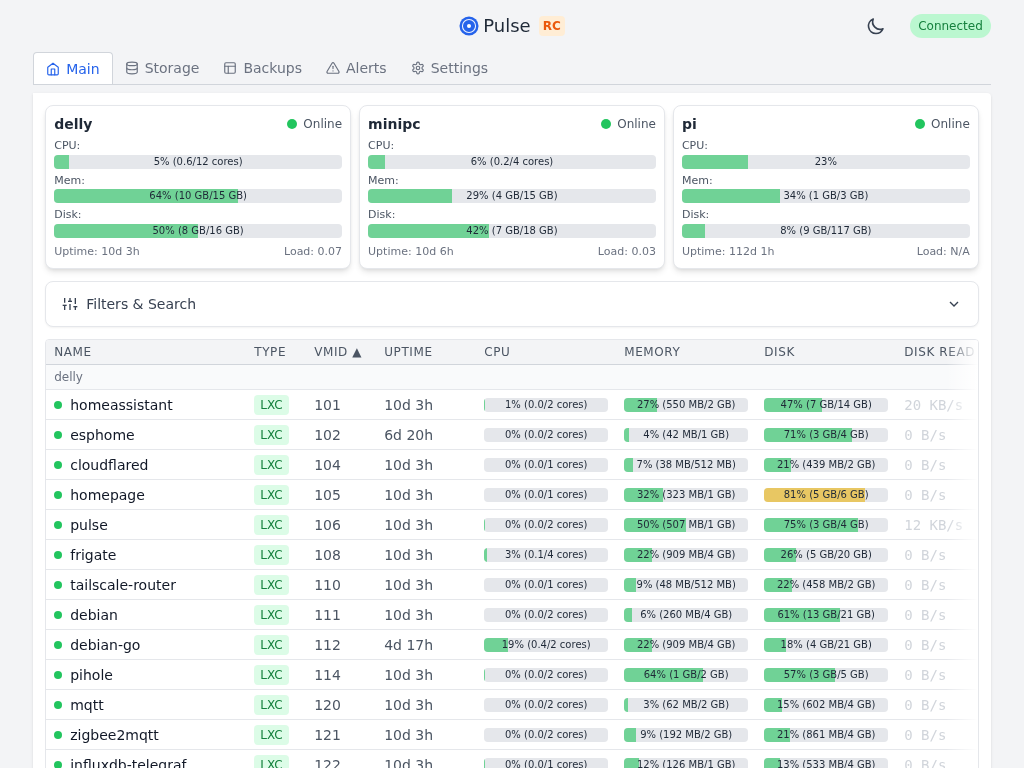 Pulse RC
Connected
Main Storage Backups Alerts Settings
delly Online
CPU:
5% (0.6/12 cores)
Mem:
64% (10 GB/15 GB)
Disk:
50% (8 GB/16 GB)
Uptime: 10d 3h Load: 0.07
minipc Online
CPU:
6% (0.2/4 cores)
Mem:
29% (4 GB/15 GB)
Disk:
42% (7 GB/18 GB)
Uptime: 10d 6h Load: 0.03
pi Online
CPU:
23%
Mem:
34% (1 GB/3 GB)
Disk:
8% (9 GB/117 GB)
Uptime: 112d 1h Load: N/A
Filters & Search
NAME TYPE VMID ▲ UPTIME CPU MEMORY DISK DISK READ
delly
homeassistant LXC 101 10d 3h 1% (0.0/2 cores) 27% (550 MB/2 GB) 47% (7 GB/14 GB) 20 KB/s
esphome LXC 102 6d 20h 0% (0.0/2 cores) 4% (42 MB/1 GB) 71% (3 GB/4 GB) 0 B/s
cloudflared LXC 104 10d 3h 0% (0.0/1 cores) 7% (38 MB/512 MB) 21% (439 MB/2 GB) 0 B/s
homepage LXC 105 10d 3h 0% (0.0/1 cores) 32% (323 MB/1 GB) 81% (5 GB/6 GB) 0 B/s
pulse LXC 106 10d 3h 0% (0.0/2 cores) 50% (507 MB/1 GB) 75% (3 GB/4 GB) 12 KB/s
frigate LXC 108 10d 3h 3% (0.1/4 cores) 22% (909 MB/4 GB) 26% (5 GB/20 GB) 0 B/s
tailscale-router LXC 110 10d 3h 0% (0.0/1 cores) 9% (48 MB/512 MB) 22% (458 MB/2 GB) 0 B/s
debian LXC 111 10d 3h 0% (0.0/2 cores) 6% (260 MB/4 GB) 61% (13 GB/21 GB) 0 B/s
debian-go LXC 112 4d 17h 19% (0.4/2 cores) 22% (909 MB/4 GB) 18% (4 GB/21 GB) 0 B/s
pihole LXC 114 10d 3h 0% (0.0/2 cores) 64% (1 GB/2 GB) 57% (3 GB/5 GB) 0 B/s
mqtt LXC 120 10d 3h 0% (0.0/2 cores) 3% (62 MB/2 GB) 15% (602 MB/4 GB) 0 B/s
zigbee2mqtt LXC 121 10d 3h 0% (0.0/2 cores) 9% (192 MB/2 GB) 21% (861 MB/4 GB) 0 B/s
influxdb-telegraf LXC 122 10d 3h 0% (0.0/1 cores) 12% (126 MB/1 GB) 13% (533 MB/4 GB) 0 B/s